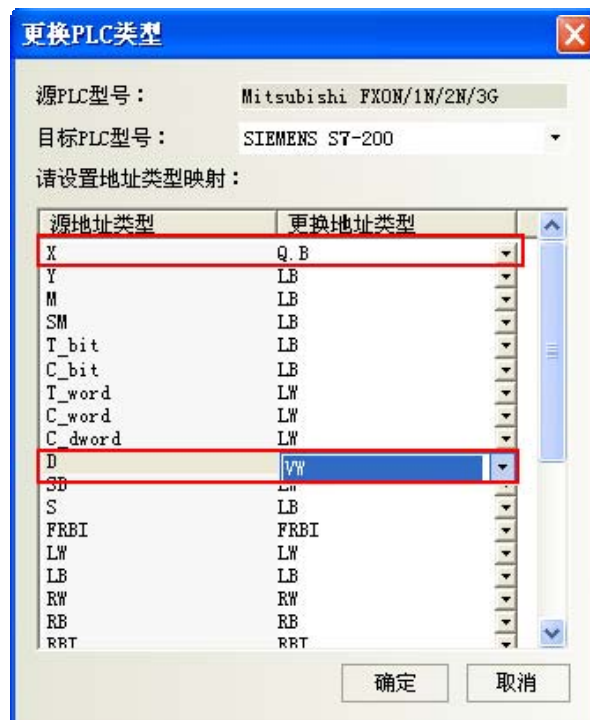 更换PLC类型
源PLC型号： Mitsubishi FX0N/1N/2N/3G
目标PLC型号： SIEMENS S7-200
请设置地址类型映射：
源地址类型 更换地址类型
X Q.B
Y LB
M LB
SM LB
T_bit LB
C_bit LB
T_word LW
C_word LW
C_dword LW
D VW
SD LW
S LB
FRBI FRBI
LW LW
LB LB
RW RW
RB RB
RBI RBI
确定 取消